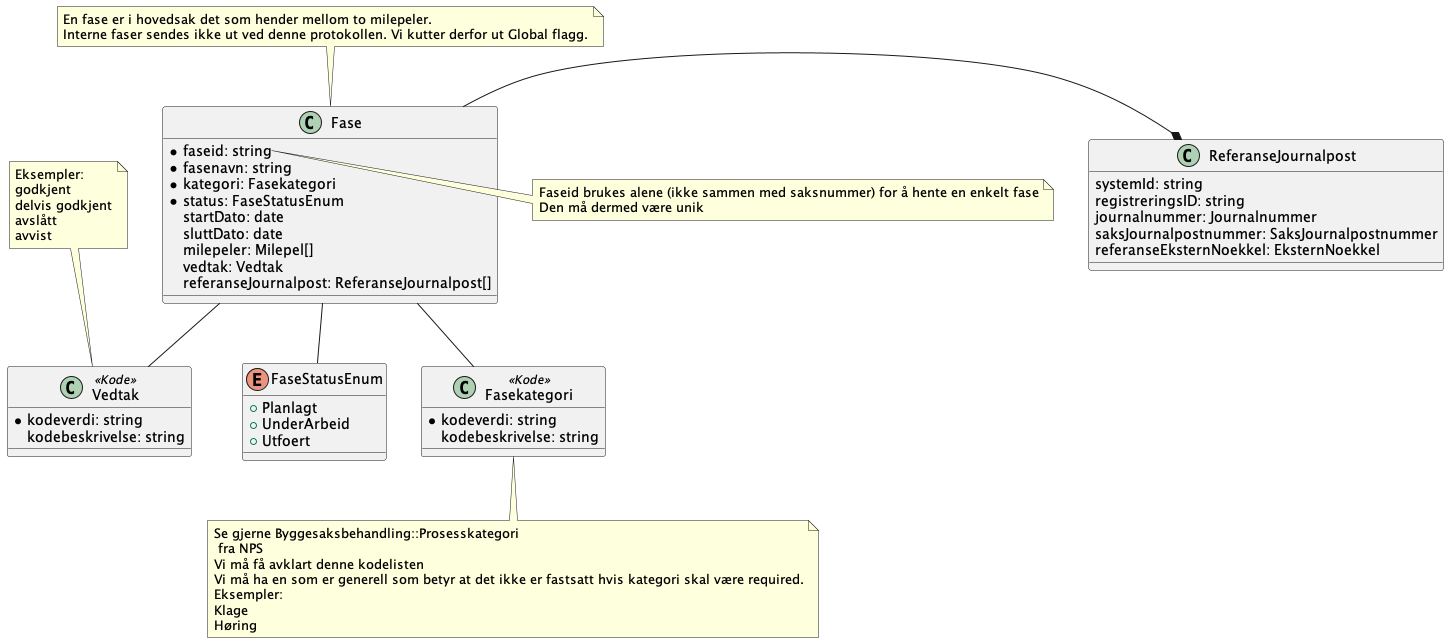 En fase er i hovedsak det som hender mellom to milepeler.
Interne faser sendes ikke ut ved denne protokollen. Vi kutter derfor ut Global flagg.
C Fase
faseid: string
fasenavn: string
kategori: Fasekategori
status: FaseStatusEnum
startDato: date
sluttDato: date
milepeler: Milepel[]
vedtak: Vedtak
referanseJournalpost: ReferanseJournalpost[]
C ReferanseJournalpost
systemId: string
registreringsID: string
journalnummer: Journalnummer
saksJournalpostnummer: SaksJournalpostnummer
referanseEksternNoekkel: EksternNoekkel
Eksempler:
godkjent
delvis godkjent
avslått
avvist
Faseid brukes alene (ikke sammen med saksnummer) for å hente en enkelt fase
Den må dermed være unik
C «Kode»
Vedtak
kodeverdi: string
kodebeskrivelse: string
E FaseStatusEnum
Planlagt
UnderArbeid
Utfoert
C «Kode»
Fasekategori
kodeverdi: string
kodebeskrivelse: string
Se gjerne Byggesaksbehandling::Prosesskategori
fra NPS
Vi må få avklart denne kodelisten
Vi må ha en som er generell som betyr at det ikke er fastsatt hvis kategori skal være required.
Eksempler:
Klage
Høring